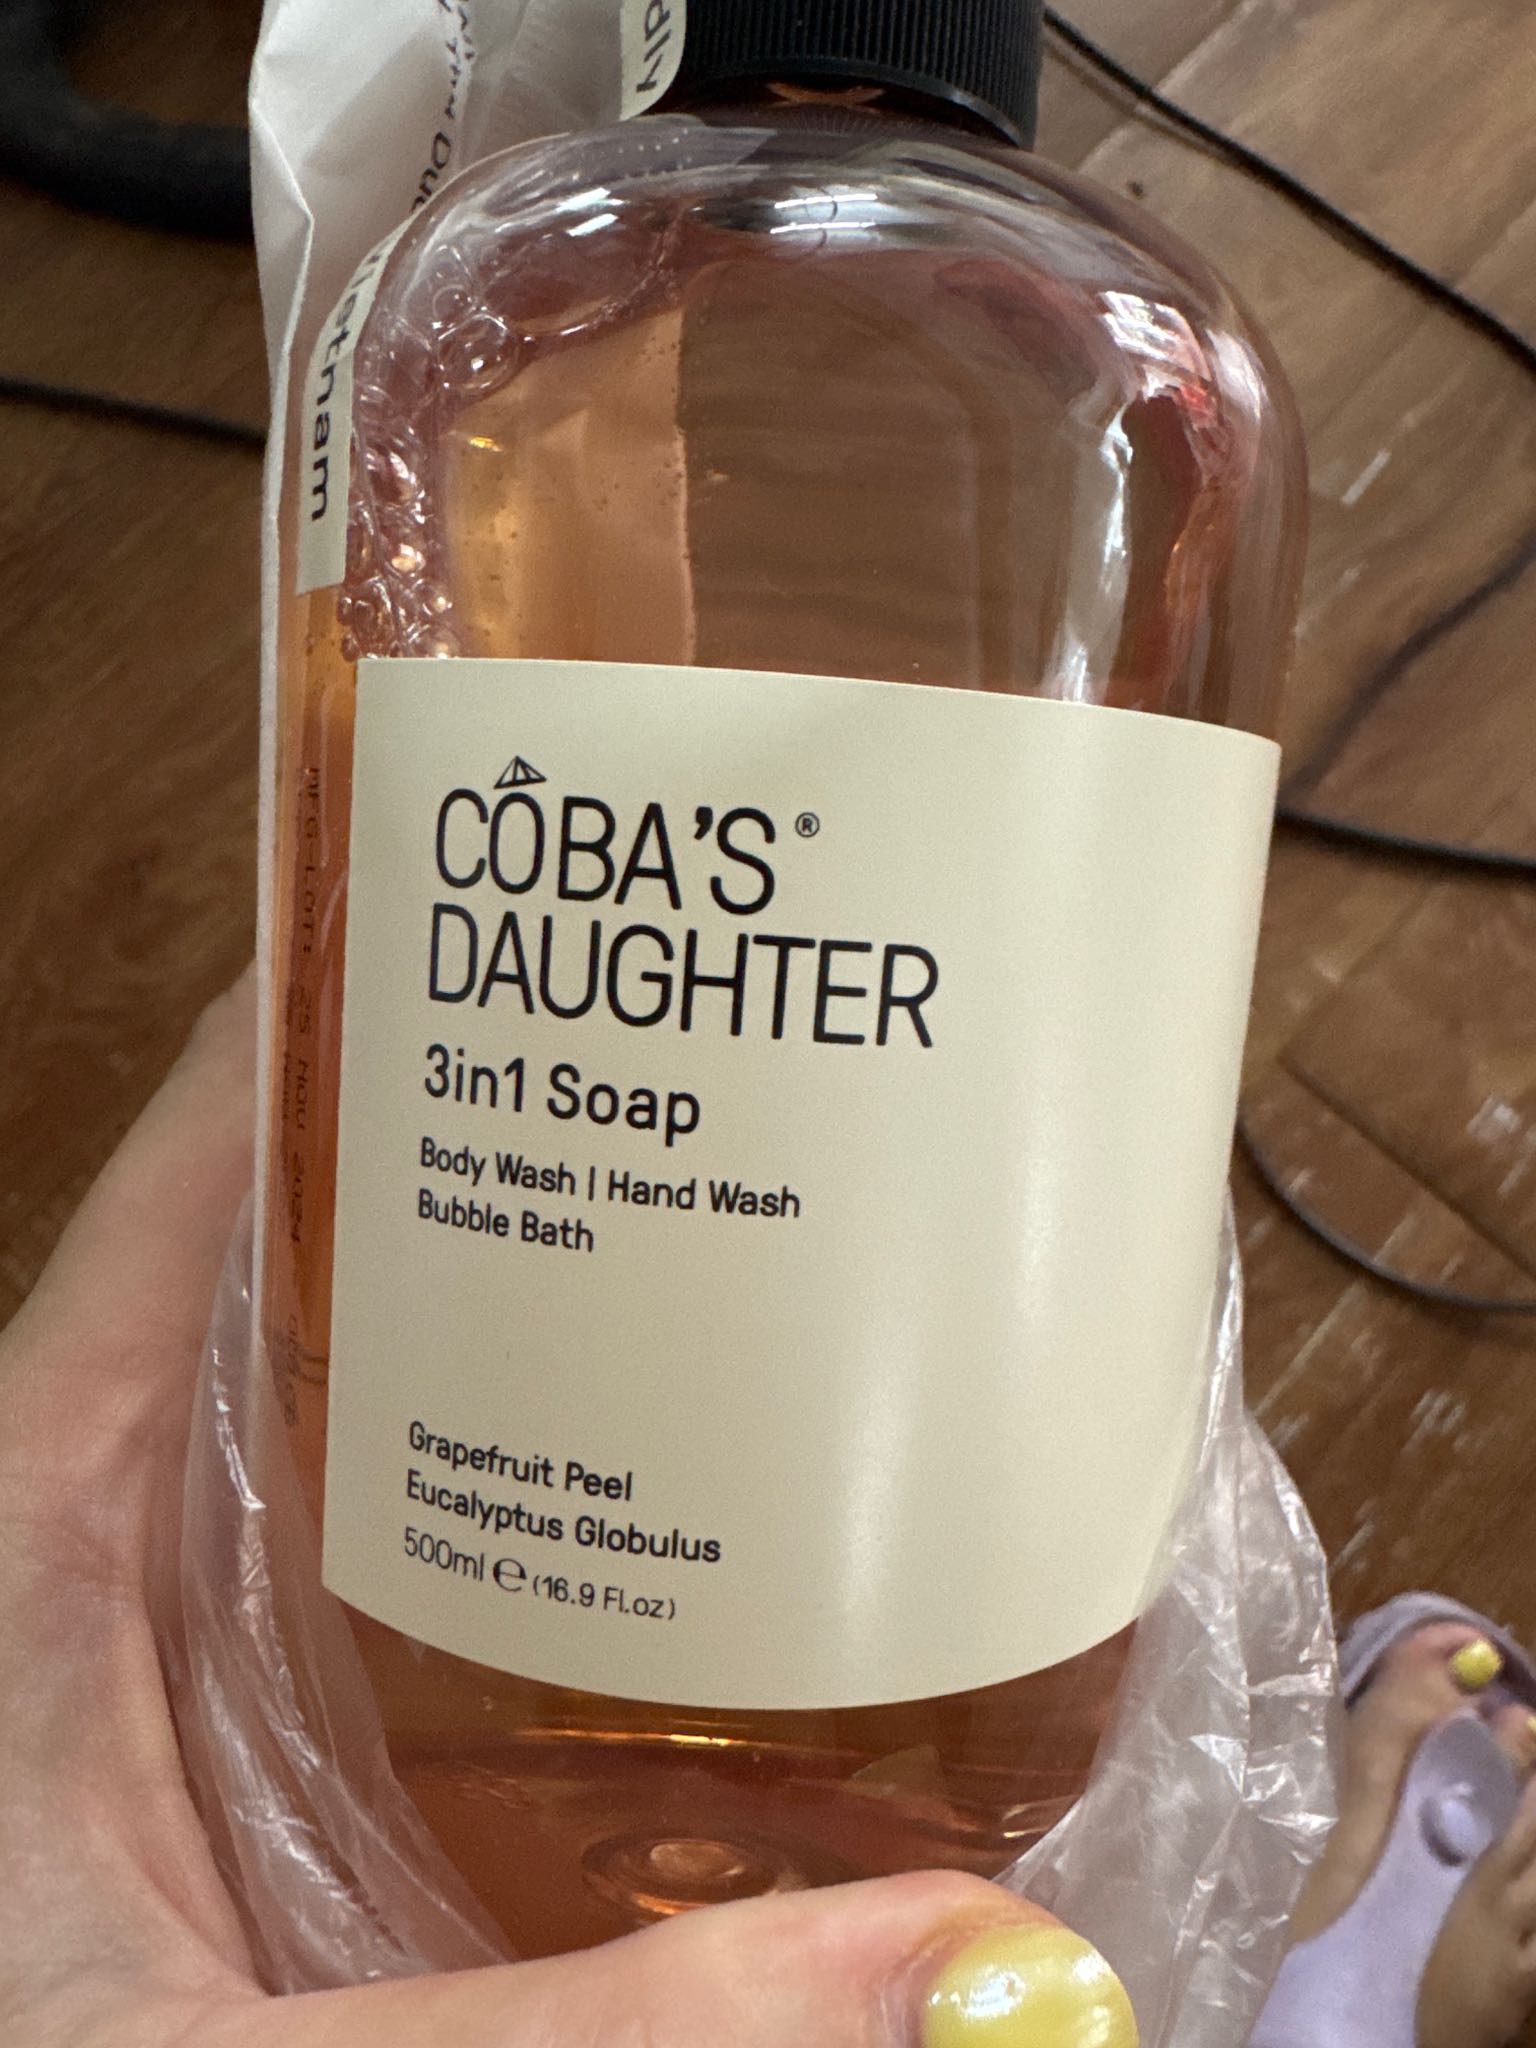 Vietnam
CÔBA'S®
DAUGHTER
3in1 Soap
Body Wash | Hand Wash
Bubble Bath
Grapefruit Peel
Eucalyptus Globulus
500ml ℮ (16.9 Fl.oz)